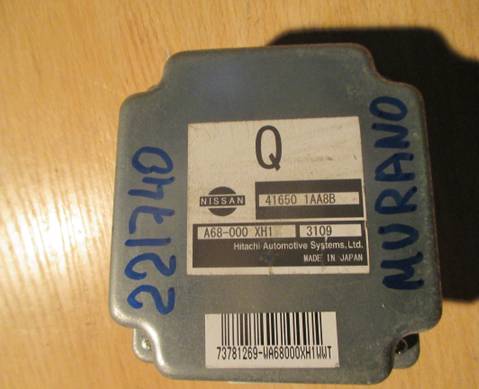 221740
Q
NISSAN
41650 1AA8B
A68-000 XH1
3109
Hitachi Automotive Systems, Ltd.
MADE IN JAPAN
MURANO
73781269-WA68000XH1WWT